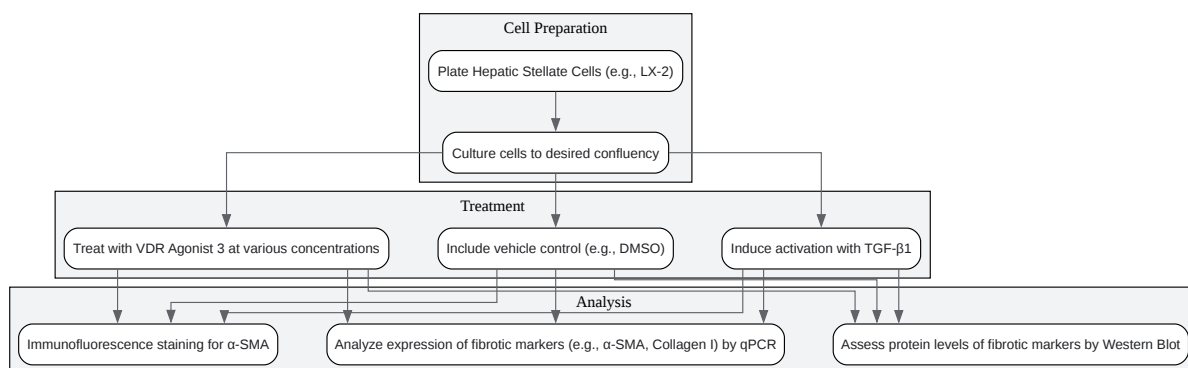 Cell Preparation
Plate Hepatic Stellate Cells (e.g., LX-2)
Culture cells to desired confluency
Treatment
Treat with VDR Agonist 3 at various concentrations
Include vehicle control (e.g., DMSO)
Induce activation with TGF-β1
Analysis
Immunofluorescence staining for α-SMA
Analyze expression of fibrotic markers (e.g., α-SMA, Collagen I) by qPCR
Assess protein levels of fibrotic markers by Western Blot